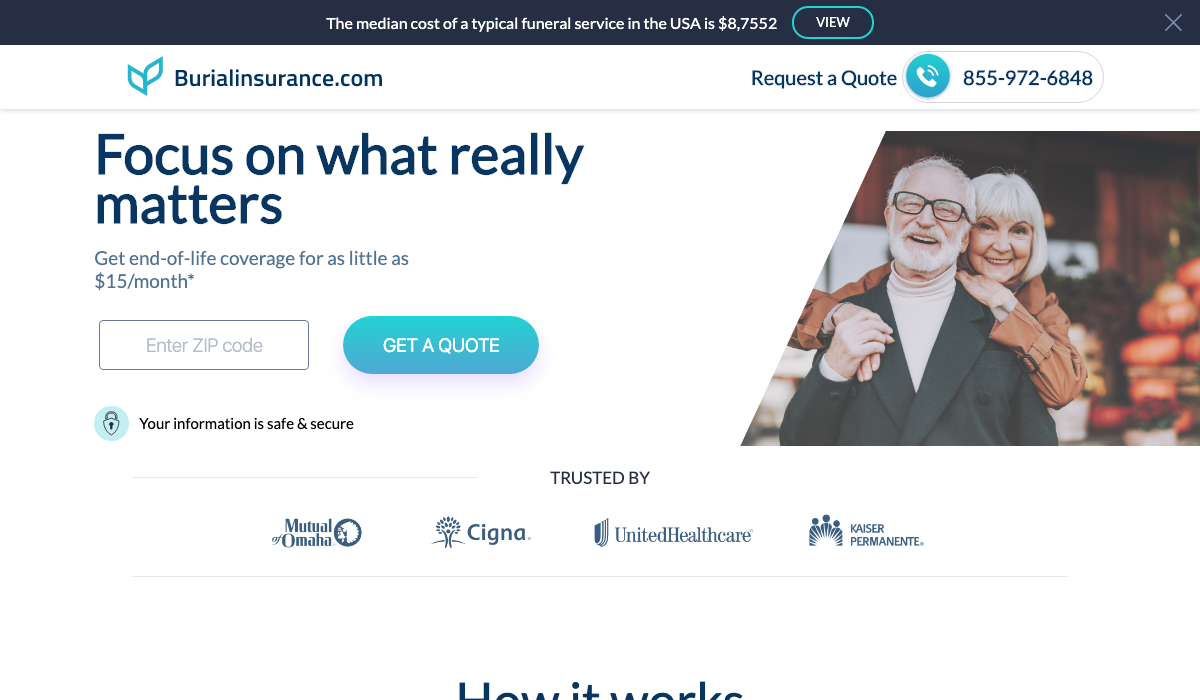 The median cost of a typical funeral service in the USA is $8,7552
VIEW
Burialinsurance.com
Request a Quote
855-972-6848
Focus on what really
matters
Get end-of-life coverage for as little as
$15/month*
Enter ZIP code
GET A QUOTE
Your information is safe & secure
TRUSTED BY
Mutual
of Omaha
Cigna.
UnitedHealthcare
KAISER
PERMANENTE®
How it works